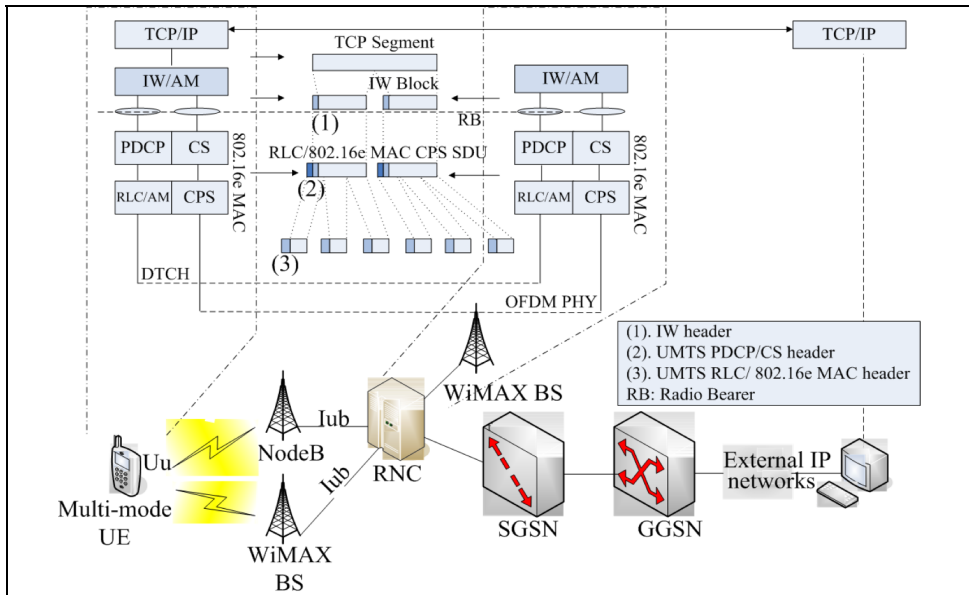 TCP/IP
TCP/IP
TCP Segment
IW/AM
IW Block
IW/AM
(1)
RB
PDCP
CS
802.16e MAC
RLC/802.16e MAC CPS SDU
PDCP
CS
802.16e MAC
(2)
RLC/AM
CPS
RLC/AM
CPS
(3)
DTCH
OFDM PHY
(1). IW header
(2). UMTS PDCP/CS header
(3). UMTS RLC/ 802.16e MAC header
RB: Radio Bearer
WiMAX BS
Iub
NodeB
Uu
RNC
Iub
External IP
networks
Multi-mode
UE
SGSN
GGSN
WiMAX
BS